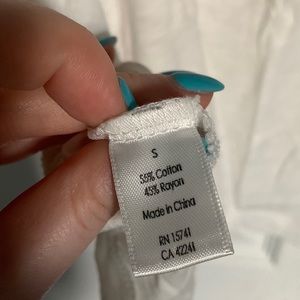 S
55% Cotton
45% Rayon
Made in China
RN 15741
CA 42241